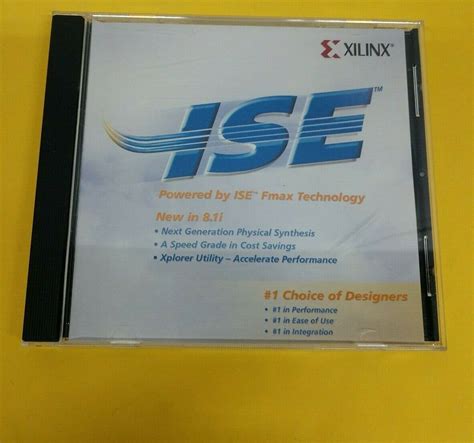 XILINX®
ISE™
Powered by ISE™ Fmax Technology
New in 8.1i
• Next Generation Physical Synthesis
• A Speed Grade in Cost Savings
• Xplorer Utility – Accelerate Performance
#1 Choice of Designers
• #1 in Performance
• #1 in Ease of Use
• #1 in Integration